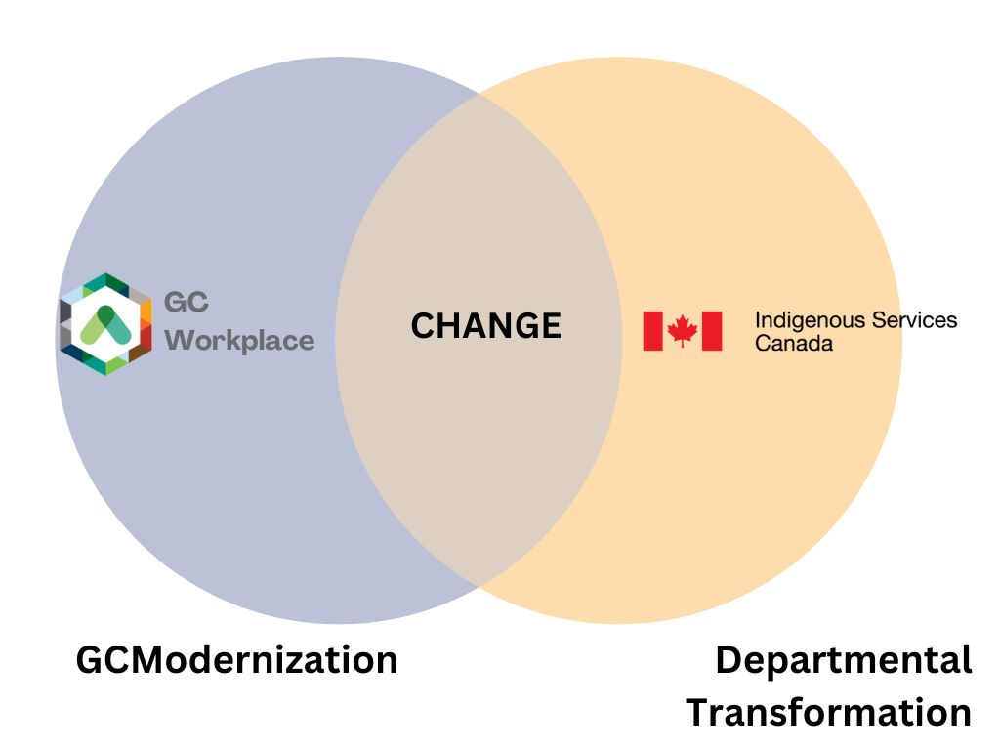 GC
Workplace
CHANGE
Indigenous Services
Canada
GCModernization
Departmental
Transformation